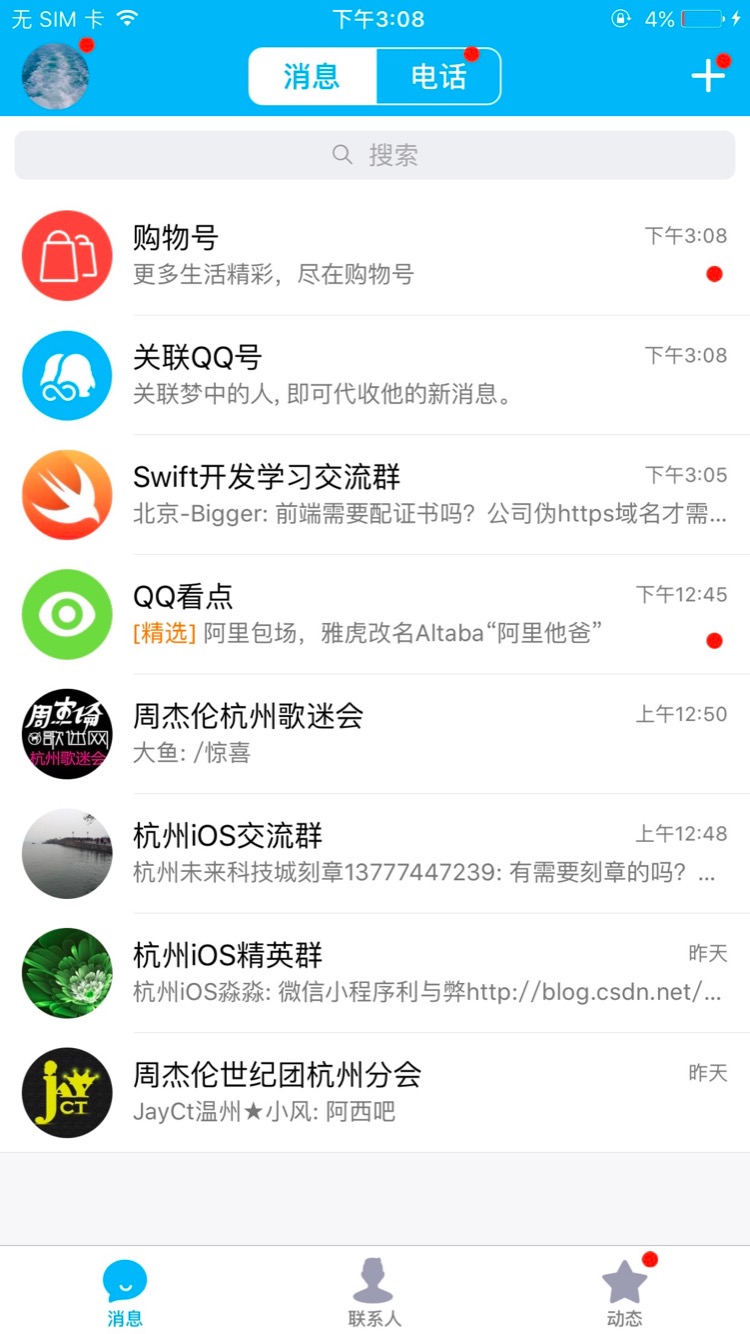 无 SIM 卡
下午3:08
4%
消息
电话
搜索
购物号
下午3:08
更多生活精彩，尽在购物号
关联QQ号
下午3:08
关联梦中的人, 即可代收他的新消息。
Swift开发学习交流群
下午3:05
北京-Bigger: 前端需要配证书吗？公司伪https域名才需...
QQ看点
下午12:45
[精选] 阿里包场，雅虎改名Altaba“阿里他爸”
周杰伦
歌迷网
杭州歌迷会
周杰伦杭州歌迷会
上午12:50
大鱼: /惊喜
杭州iOS交流群
上午12:48
杭州未来科技城刻章13777447239: 有需要刻章的吗？...
杭州iOS精英群
昨天
杭州iOS淼淼: 微信小程序利与弊http://blog.csdn.net/...
JAY
CT
周杰伦世纪团杭州分会
昨天
JayCt温州★小风: 阿西吧
消息
联系人
动态